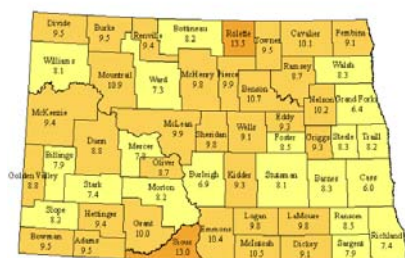 Divide
9.5
Burke
9.5
Renville
9.4
Bottineau
8.2
Rolette
13.5
Towner
9.5
Cavalier
10.1
Pembina
9.1
Williams
8.1
Mountrail
10.9
Ward
7.3
McHenry
9.8
Pierce
9.9
Benson
10.7
Ramsey
8.7
Walsh
8.3
McKenzie
9.4
McLean
9.9
Sheridan
9.8
Wells
9.1
Eddy
9.3
Nelson
10.2
Grand Forks
6.4
Dunn
8.8
Mercer
Oliver
8.7
Foster
8.5
Griggs
9.3
Steele
8.3
Traill
8.2
Billings
7.9
Golden Valley
8.8
Stark
7.4
Morton
8.2
Burleigh
6.9
Kidder
9.3
Stutsman
8.1
Barnes
8.3
Cass
6.0
Slope
8.2
Hettinger
9.4
Grant
10.0
Emmons
10.4
Logan
9.8
LaMoure
9.8
Ransom
8.5
Richland
7.4
Bowman
9.5
Adams
9.5
Sioux
13.0
McIntosh
10.5
Dickey
9.1
Sargent
7.9